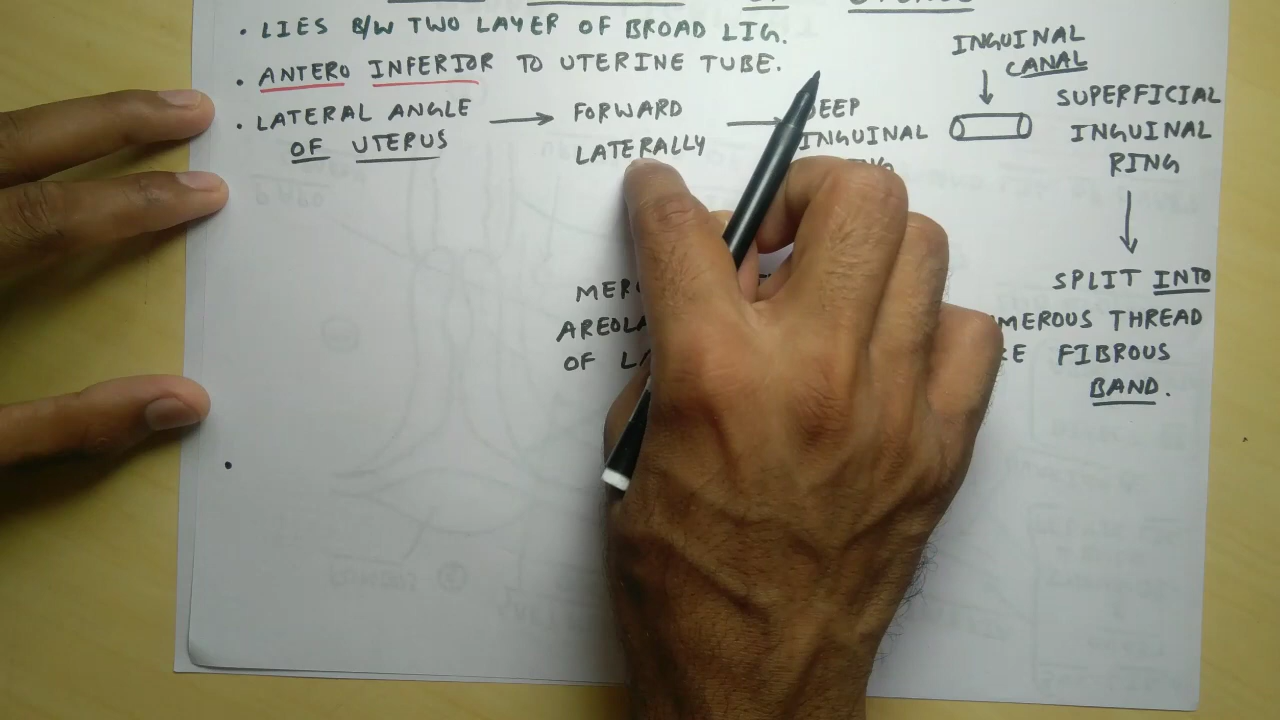 • LIES B/W TWO LAYER OF BROAD LIG.
• ANTERO INFERIOR TO UTERINE TUBE.
• LATERAL ANGLE OF UTERUS → FORWARD LATERALLY →
INGUINAL
INGUINAL
CANAL
SUPERFICIAL
INGUINAL
RING
SPLIT INTO
THREAD
FIBROUS
BAND.
OF